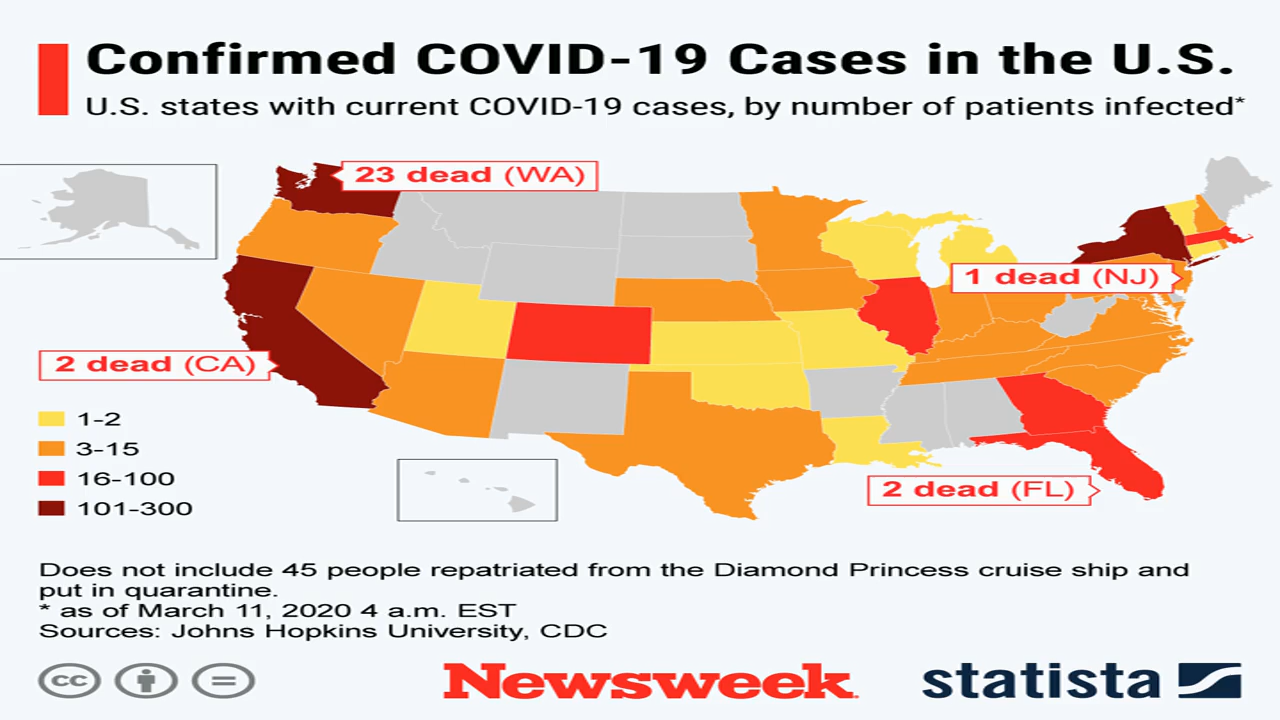 Confirmed COVID-19 Cases in the U.S.
U.S. states with current COVID-19 cases, by number of patients infected*
23 dead (WA)
1 dead (NJ)
2 dead (CA)
2 dead (FL)
1-2
3-15
16-100
101-300
Does not include 45 people repatriated from the Diamond Princess cruise ship and
put in quarantine.
* as of March 11, 2020 4 a.m. EST
Sources: Johns Hopkins University, CDC
cc
Newsweek
statista